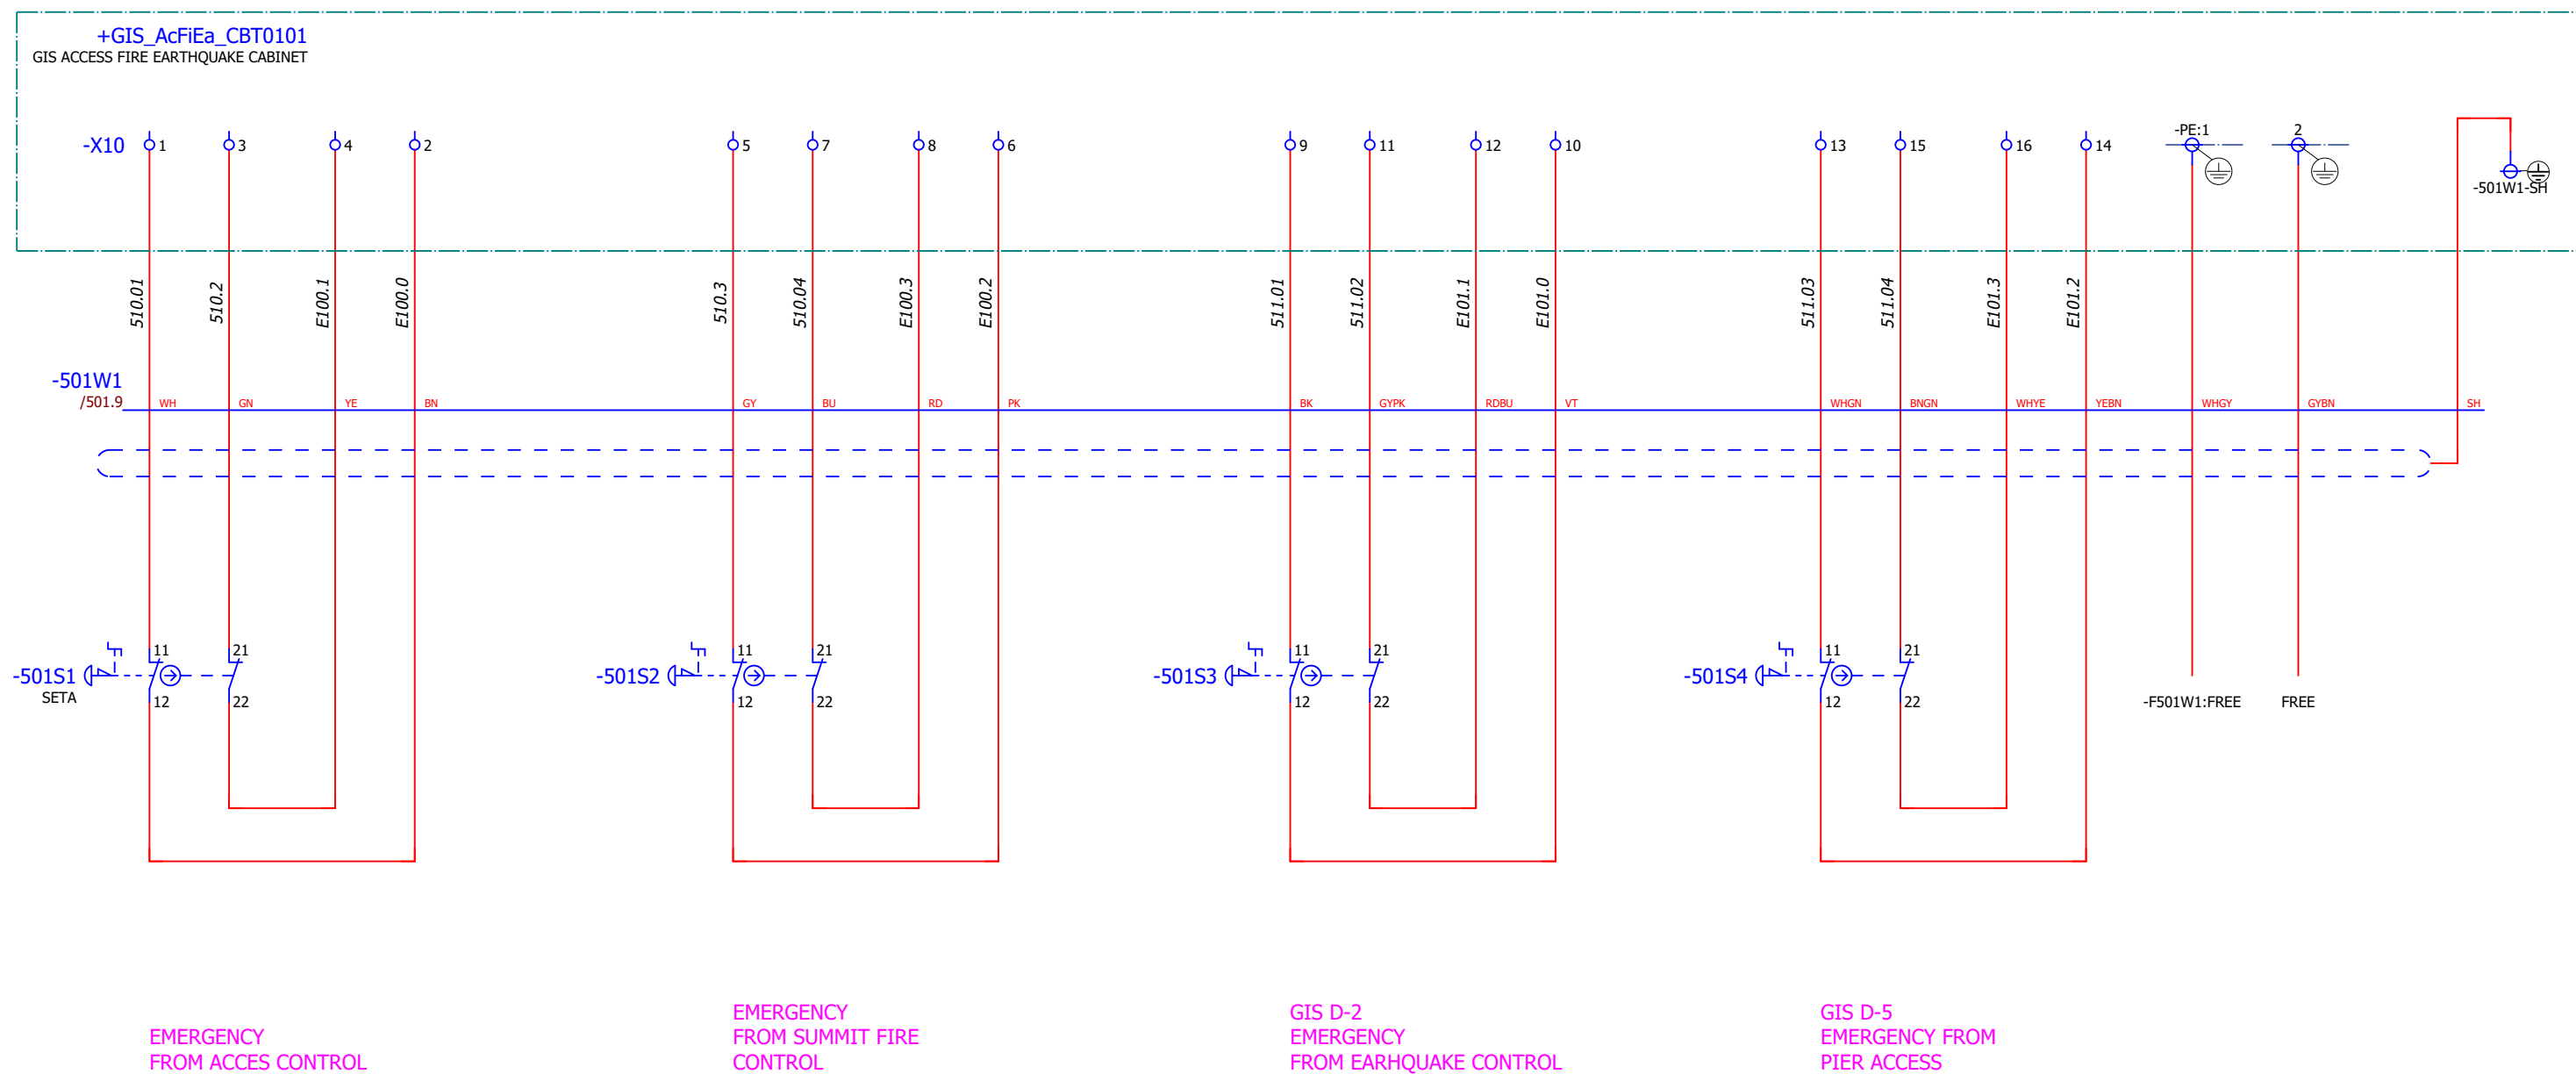 +GIS_AcFiEa_CBT0101
GIS ACCESS FIRE EARTHQUAKE CABINET
-X10 1 3 4 2 5 7 8 6 9 11 12 10 13 15 16 14 -PE:1 2
-501W1-SH
510.01 510.2 E100.1 E100.0 510.3 510.04 E100.3 E100.2 511.01 511.02 E101.1 E101.0 511.03 511.04 E101.3 E101.2
-501W1
/501.9 WH GN YE BN GY BU RD PK BK GYPK RDBU VT WHGN BNGN WHYE YEBN WHGY GYBN SH
11 21 11 21 11 21 11 21
-501S1 -501S2 -501S3 -501S4
SETA 12 22 12 22 12 22 12 22 -F501W1:FREE FREE
EMERGENCY
FROM ACCES CONTROL
EMERGENCY
FROM SUMMIT FIRE
CONTROL
GIS D-2
EMERGENCY
FROM EARHQUAKE CONTROL
GIS D-5
EMERGENCY FROM
PIER ACCESS